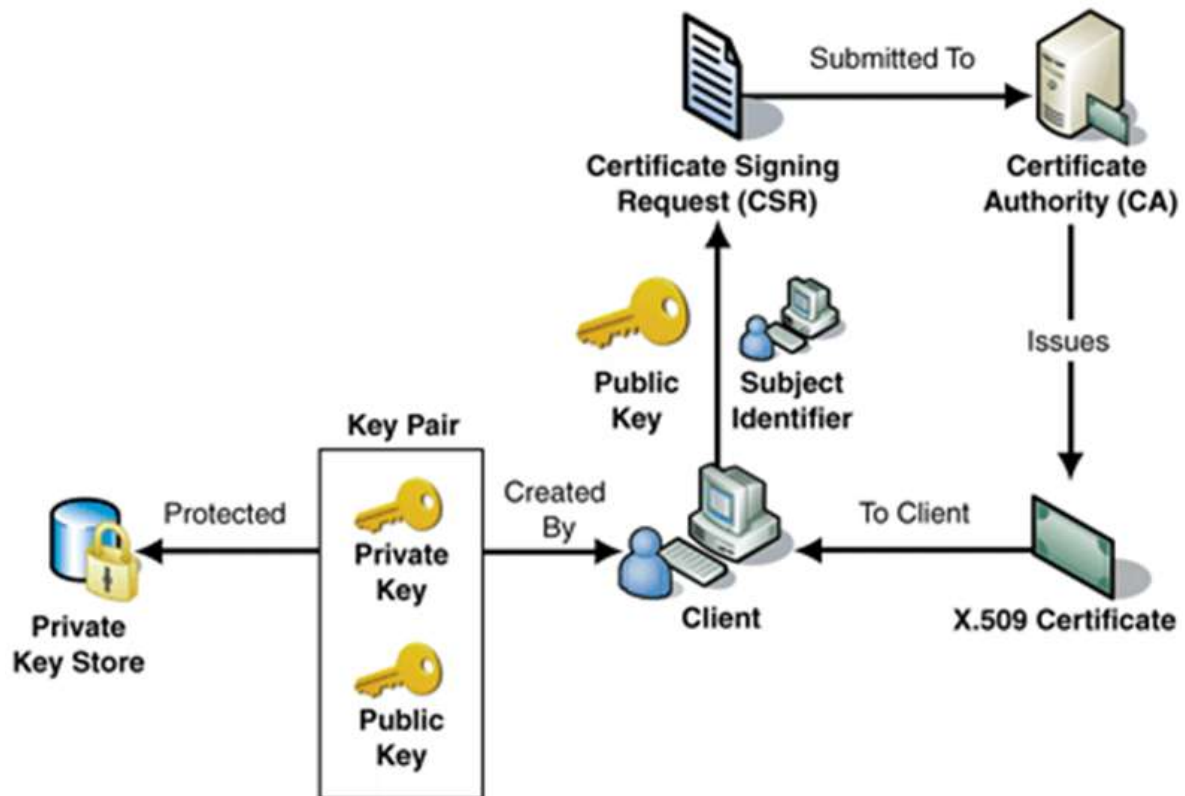 Submitted To
Certificate Signing
Request (CSR)
Certificate
Authority (CA)
Public
Key
Subject
Identifier
Issues
Key Pair
Protected
Private
Key
Created
By
To Client
Client
X.509 Certificate
Private
Key Store
Public
Key